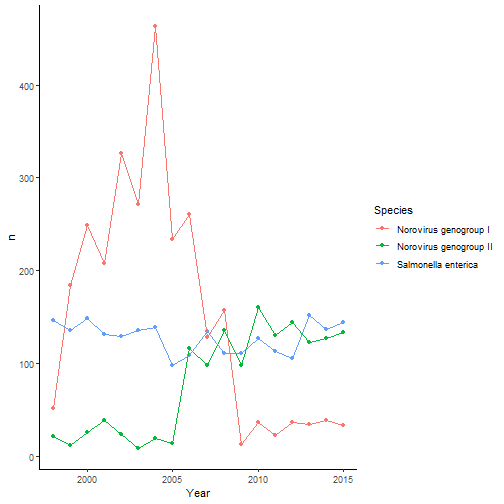 400
300
200
100
0
n
2000
2005
2010
2015
Year
Species
Norovirus genogroup I
Norovirus genogroup II
Salmonella enterica